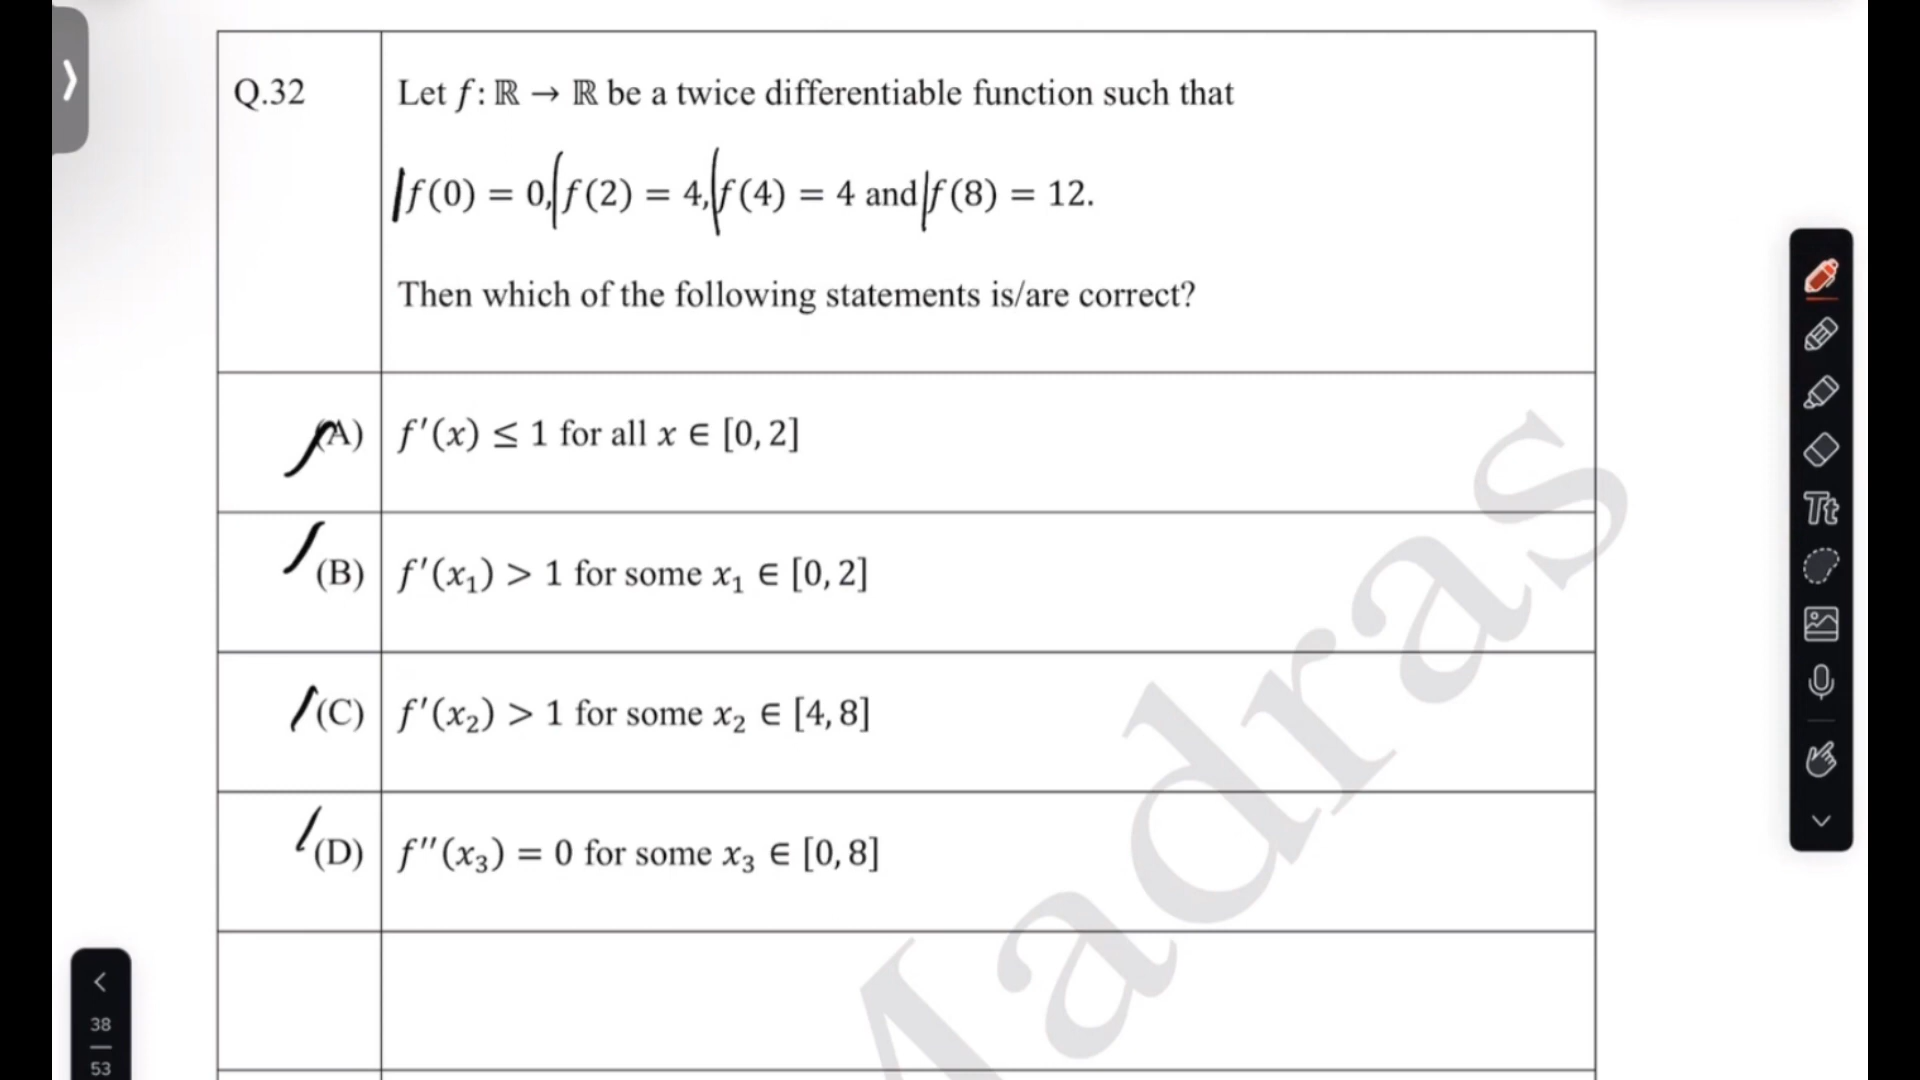 Q.32 Let f: ℝ → ℝ be a twice differentiable function such that
f(0) = 0, f(2) = 4, f(4) = 4 and f(8) = 12.
Then which of the following statements is/are correct?
(A) f′(x) ≤ 1 for all x ∈ [0, 2]
(B) f′(x₁) > 1 for some x₁ ∈ [0, 2]
(C) f′(x₂) > 1 for some x₂ ∈ [4, 8]
(D) f″(x₃) = 0 for some x₃ ∈ [0, 8]
Madras
Tt
38
53